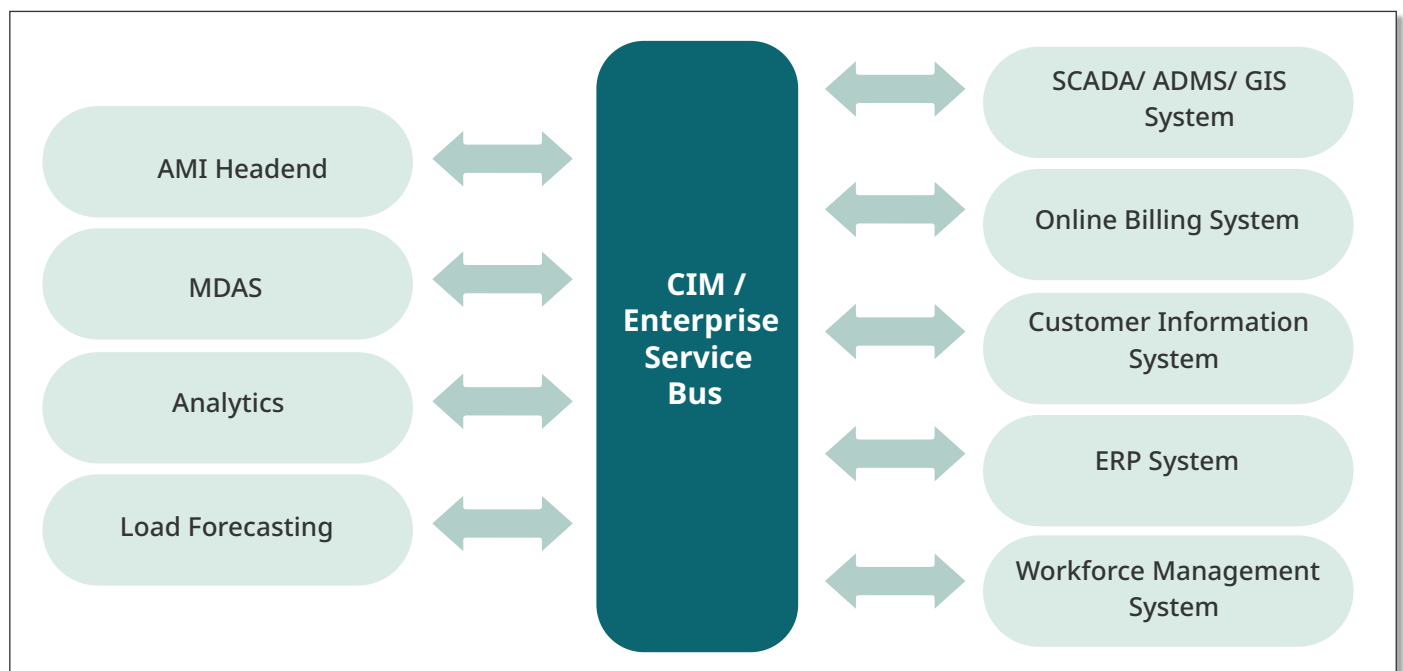 AMI Headend
MDAS
Analytics
Load Forecasting
CIM /
Enterprise
Service
Bus
SCADA/ ADMS/ GIS
System
Online Billing System
Customer Information
System
ERP System
Workforce Management
System